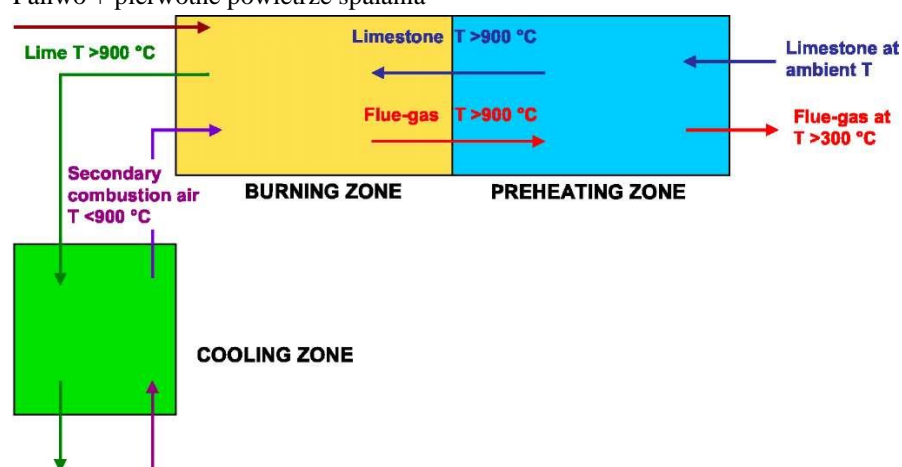 Paliwo + pierwotne powietrze spalania
Lime T >900 °C
Limestone T >900 °C
Limestone at
ambient T
Flue-gas T >900 °C
Flue-gas at
T >300 °C
Secondary
combustion air
T <900 °C
BURNING ZONE
PREHEATING ZONE
COOLING ZONE